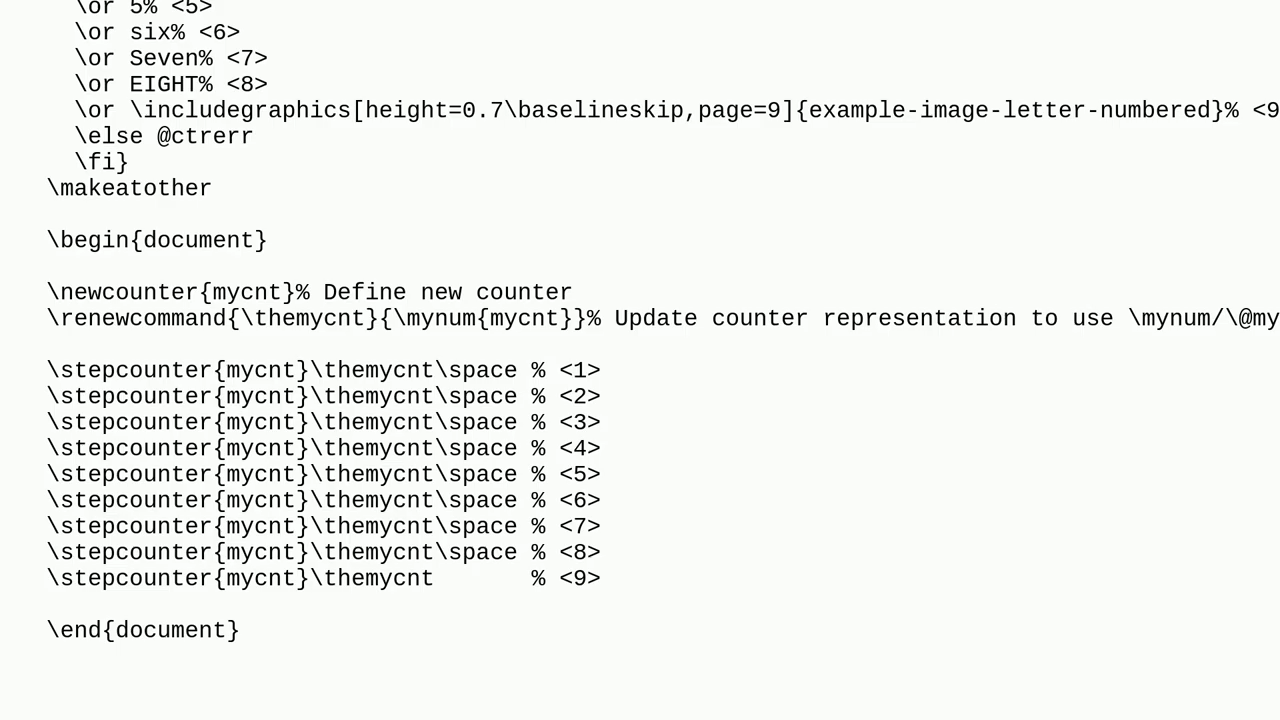 \or 5% <5>
\or six% <6>
\or Seven% <7>
\or EIGHT% <8>
\or \includegraphics[height=0.7\baselineskip,page=9]{example-image-letter-numbered}% <9
\else @ctrerr
\fi}
\makeatother
\begin{document}
\newcounter{mycnt}% Define new counter
\renewcommand{\themycnt}{\mynum{mycnt}}% Update counter representation to use \mynum/\@my
\stepcounter{mycnt}\themycnt\space % <1>
\stepcounter{mycnt}\themycnt\space % <2>
\stepcounter{mycnt}\themycnt\space % <3>
\stepcounter{mycnt}\themycnt\space % <4>
\stepcounter{mycnt}\themycnt\space % <5>
\stepcounter{mycnt}\themycnt\space % <6>
\stepcounter{mycnt}\themycnt\space % <7>
\stepcounter{mycnt}\themycnt\space % <8>
\stepcounter{mycnt}\themycnt       % <9>
\end{document}